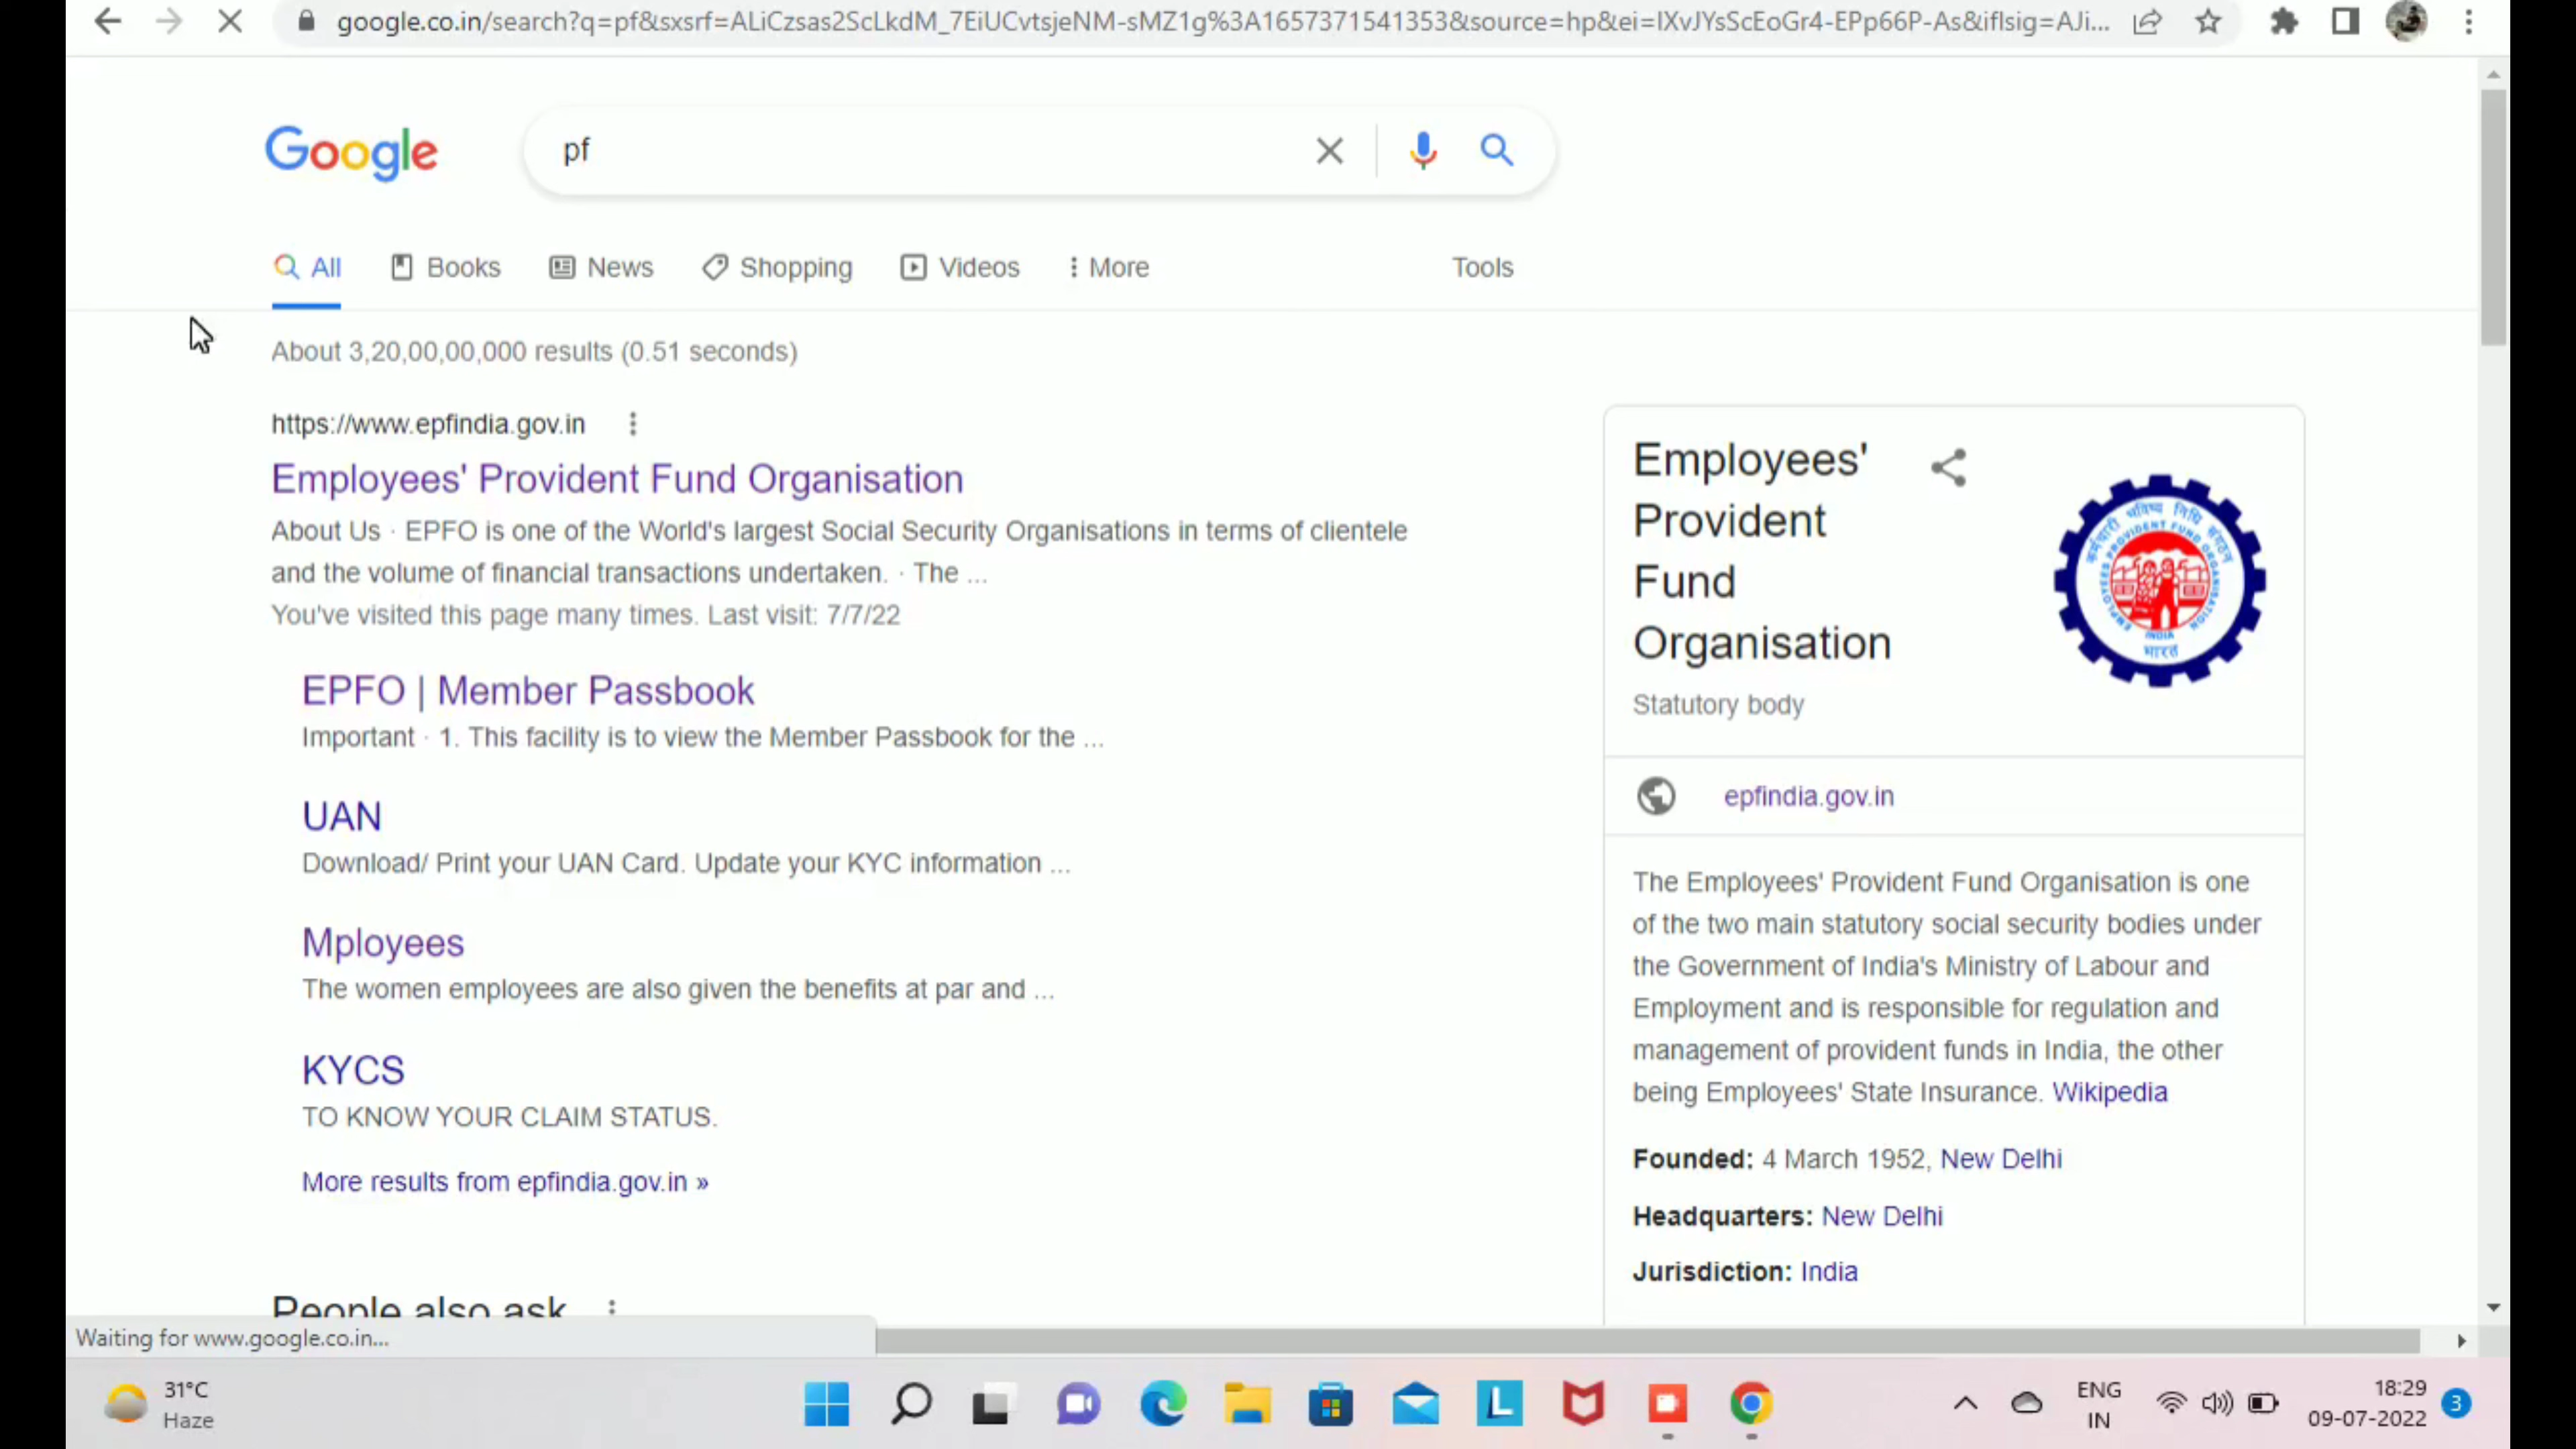 google.co.in/search?q=pf&sxsrf=ALiCzsas2ScLkdM_7EiUCvtsjeNM-sMZ1g%3A1657371541353&source=hp&ei=IXvJYsScEoGr4-EPp66P-As&iflsig=AJi...
Google
pf
All
Books
News
Shopping
Videos
More
Tools
About 3,20,00,00,000 results (0.51 seconds)
https://www.epfindia.gov.in
Employees' Provident Fund Organisation
About Us · EPFO is one of the World's largest Social Security Organisations in terms of clientele
and the volume of financial transactions undertaken. · The ...
You've visited this page many times. Last visit: 7/7/22
EPFO | Member Passbook
Important · 1. This facility is to view the Member Passbook for the ...
UAN
Download/ Print your UAN Card. Update your KYC information ...
Mployees
The women employees are also given the benefits at par and ...
KYCS
TO KNOW YOUR CLAIM STATUS.
More results from epfindia.gov.in »
People also ask
Employees'
Provident
Fund
Organisation
Statutory body
कर्मचारी भविष्य निधि संगठन
EMPLOYEES PROVIDENT FUND ORGANISATION
INDIA
भारत
epfindia.gov.in
The Employees' Provident Fund Organisation is one
of the two main statutory social security bodies under
the Government of India's Ministry of Labour and
Employment and is responsible for regulation and
management of provident funds in India, the other
being Employees' State Insurance. Wikipedia
Founded: 4 March 1952, New Delhi
Headquarters: New Delhi
Jurisdiction: India
Waiting for www.google.co.in...
31°C
Haze
L
ENG
IN
18:29
09-07-2022
3